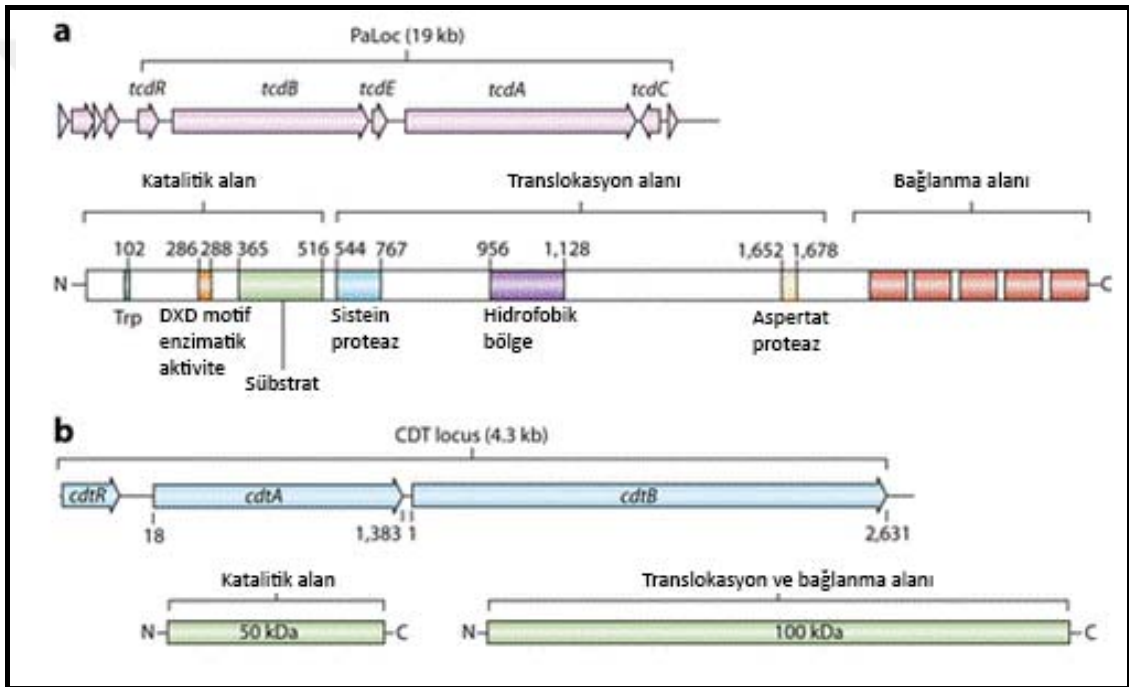 a
PaLoc (19 kb)
tcdR tcdB tcdE tcdA tcdC
Katalitik alan Translokasyon alanı Bağlanma alanı
102 286 288 365 516 544 767 956 1,128 1,652 1,678
N C
Trp DXD motif enzimatik aktivite Sübstrat Sistein proteaz Hidrofobik bölge Aspertat proteaz
b
CDT locus (4.3 kb)
cdtR cdtA cdtB
18 1,383 1 2,631
Katalitik alan Translokasyon ve bağlanma alanı
N 50 kDa C N 100 kDa C